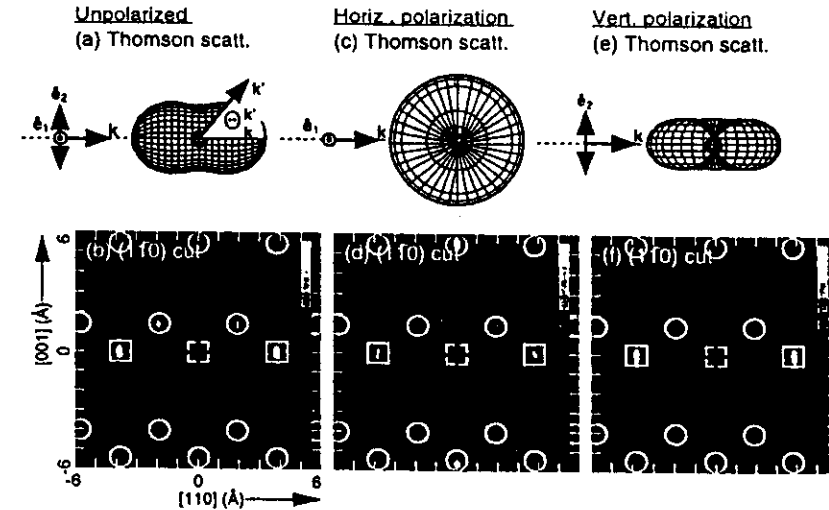 Unpolarized
(a) Thomson scatt.
Horiz. polarization
(c) Thomson scatt.
Vert. polarization
(e) Thomson scatt.
ê₂
ê₁
k
k'
Θ
k'
k
ê₁
k
ê₂
k
(b) (1̄10) cut
(d) (1̄10) cut
(f) (1̄10) cut
[001] (Å)
6
0
-6
-6
0
6
[110] (Å)